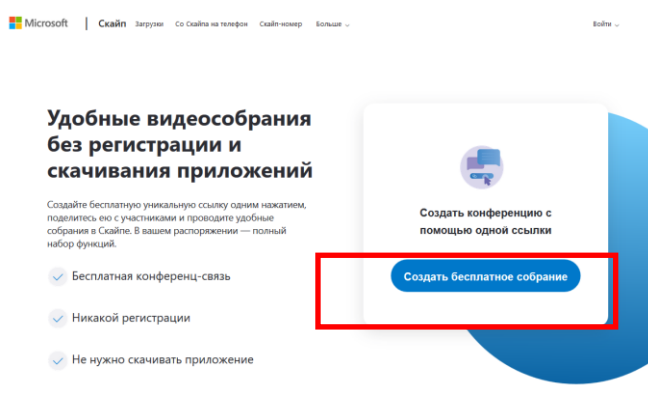 Microsoft | Скайп Загрузки Со Скайпа на телефон Скайп-номер Больше Войти
Удобные видеособрания
без регистрации и
скачивания приложений
Создайте бесплатную уникальную ссылку одним нажатием,
поделитесь ею с участниками и проводите удобные
собрания в Скайпе. В вашем распоряжении — полный
набор функций.
Бесплатная конференц-связь
Никакой регистрации
Не нужно скачивать приложение
Создать конференцию с
помощью одной ссылки
Создать бесплатное собрание